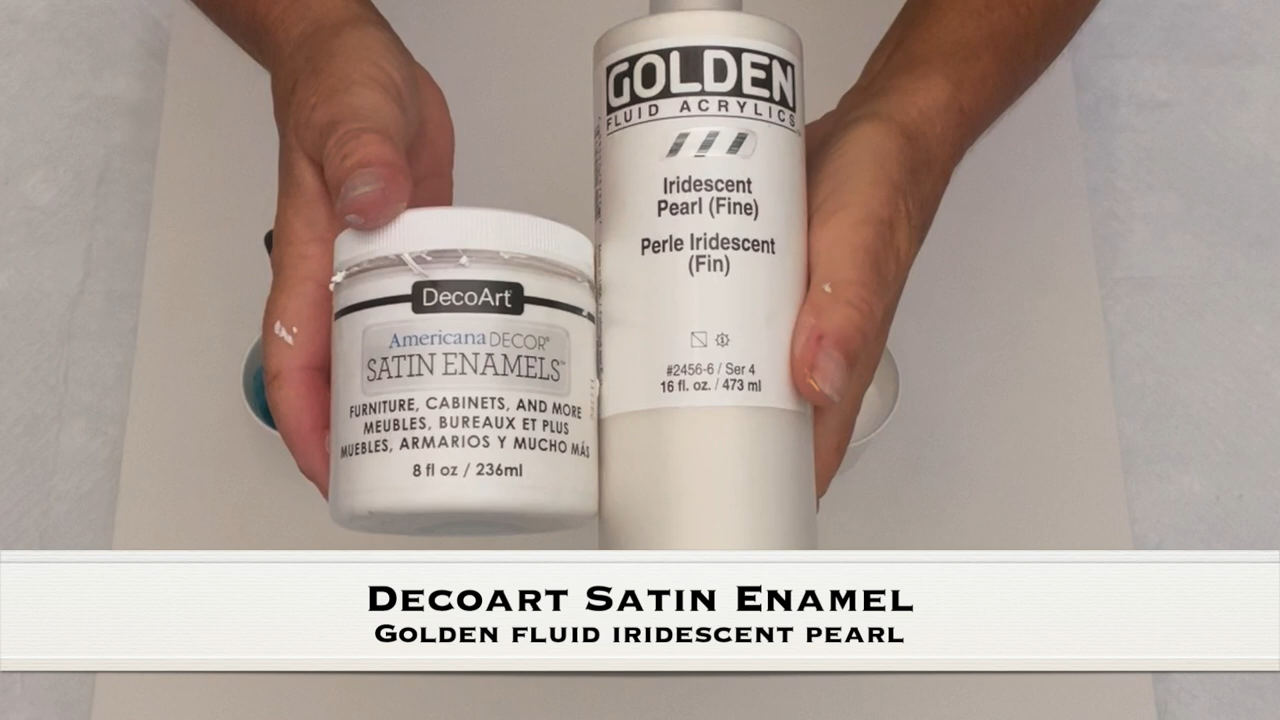 DecoArt
AmericanaDECOR®
SATIN ENAMELS™
FURNITURE, CABINETS, AND MORE
MEUBLES, BUREAUX ET PLUS
MUEBLES, ARMARIOS Y MUCHO MÁS
8 fl oz / 236ml
GOLDEN
FLUID ACRYLICS
Iridescent
Pearl (Fine)
Perle Iridescent
(Fin)
#2456-6 / Ser 4
16 fl. oz. / 473 ml
DECOART SATIN ENAMEL
GOLDEN FLUID IRIDESCENT PEARL